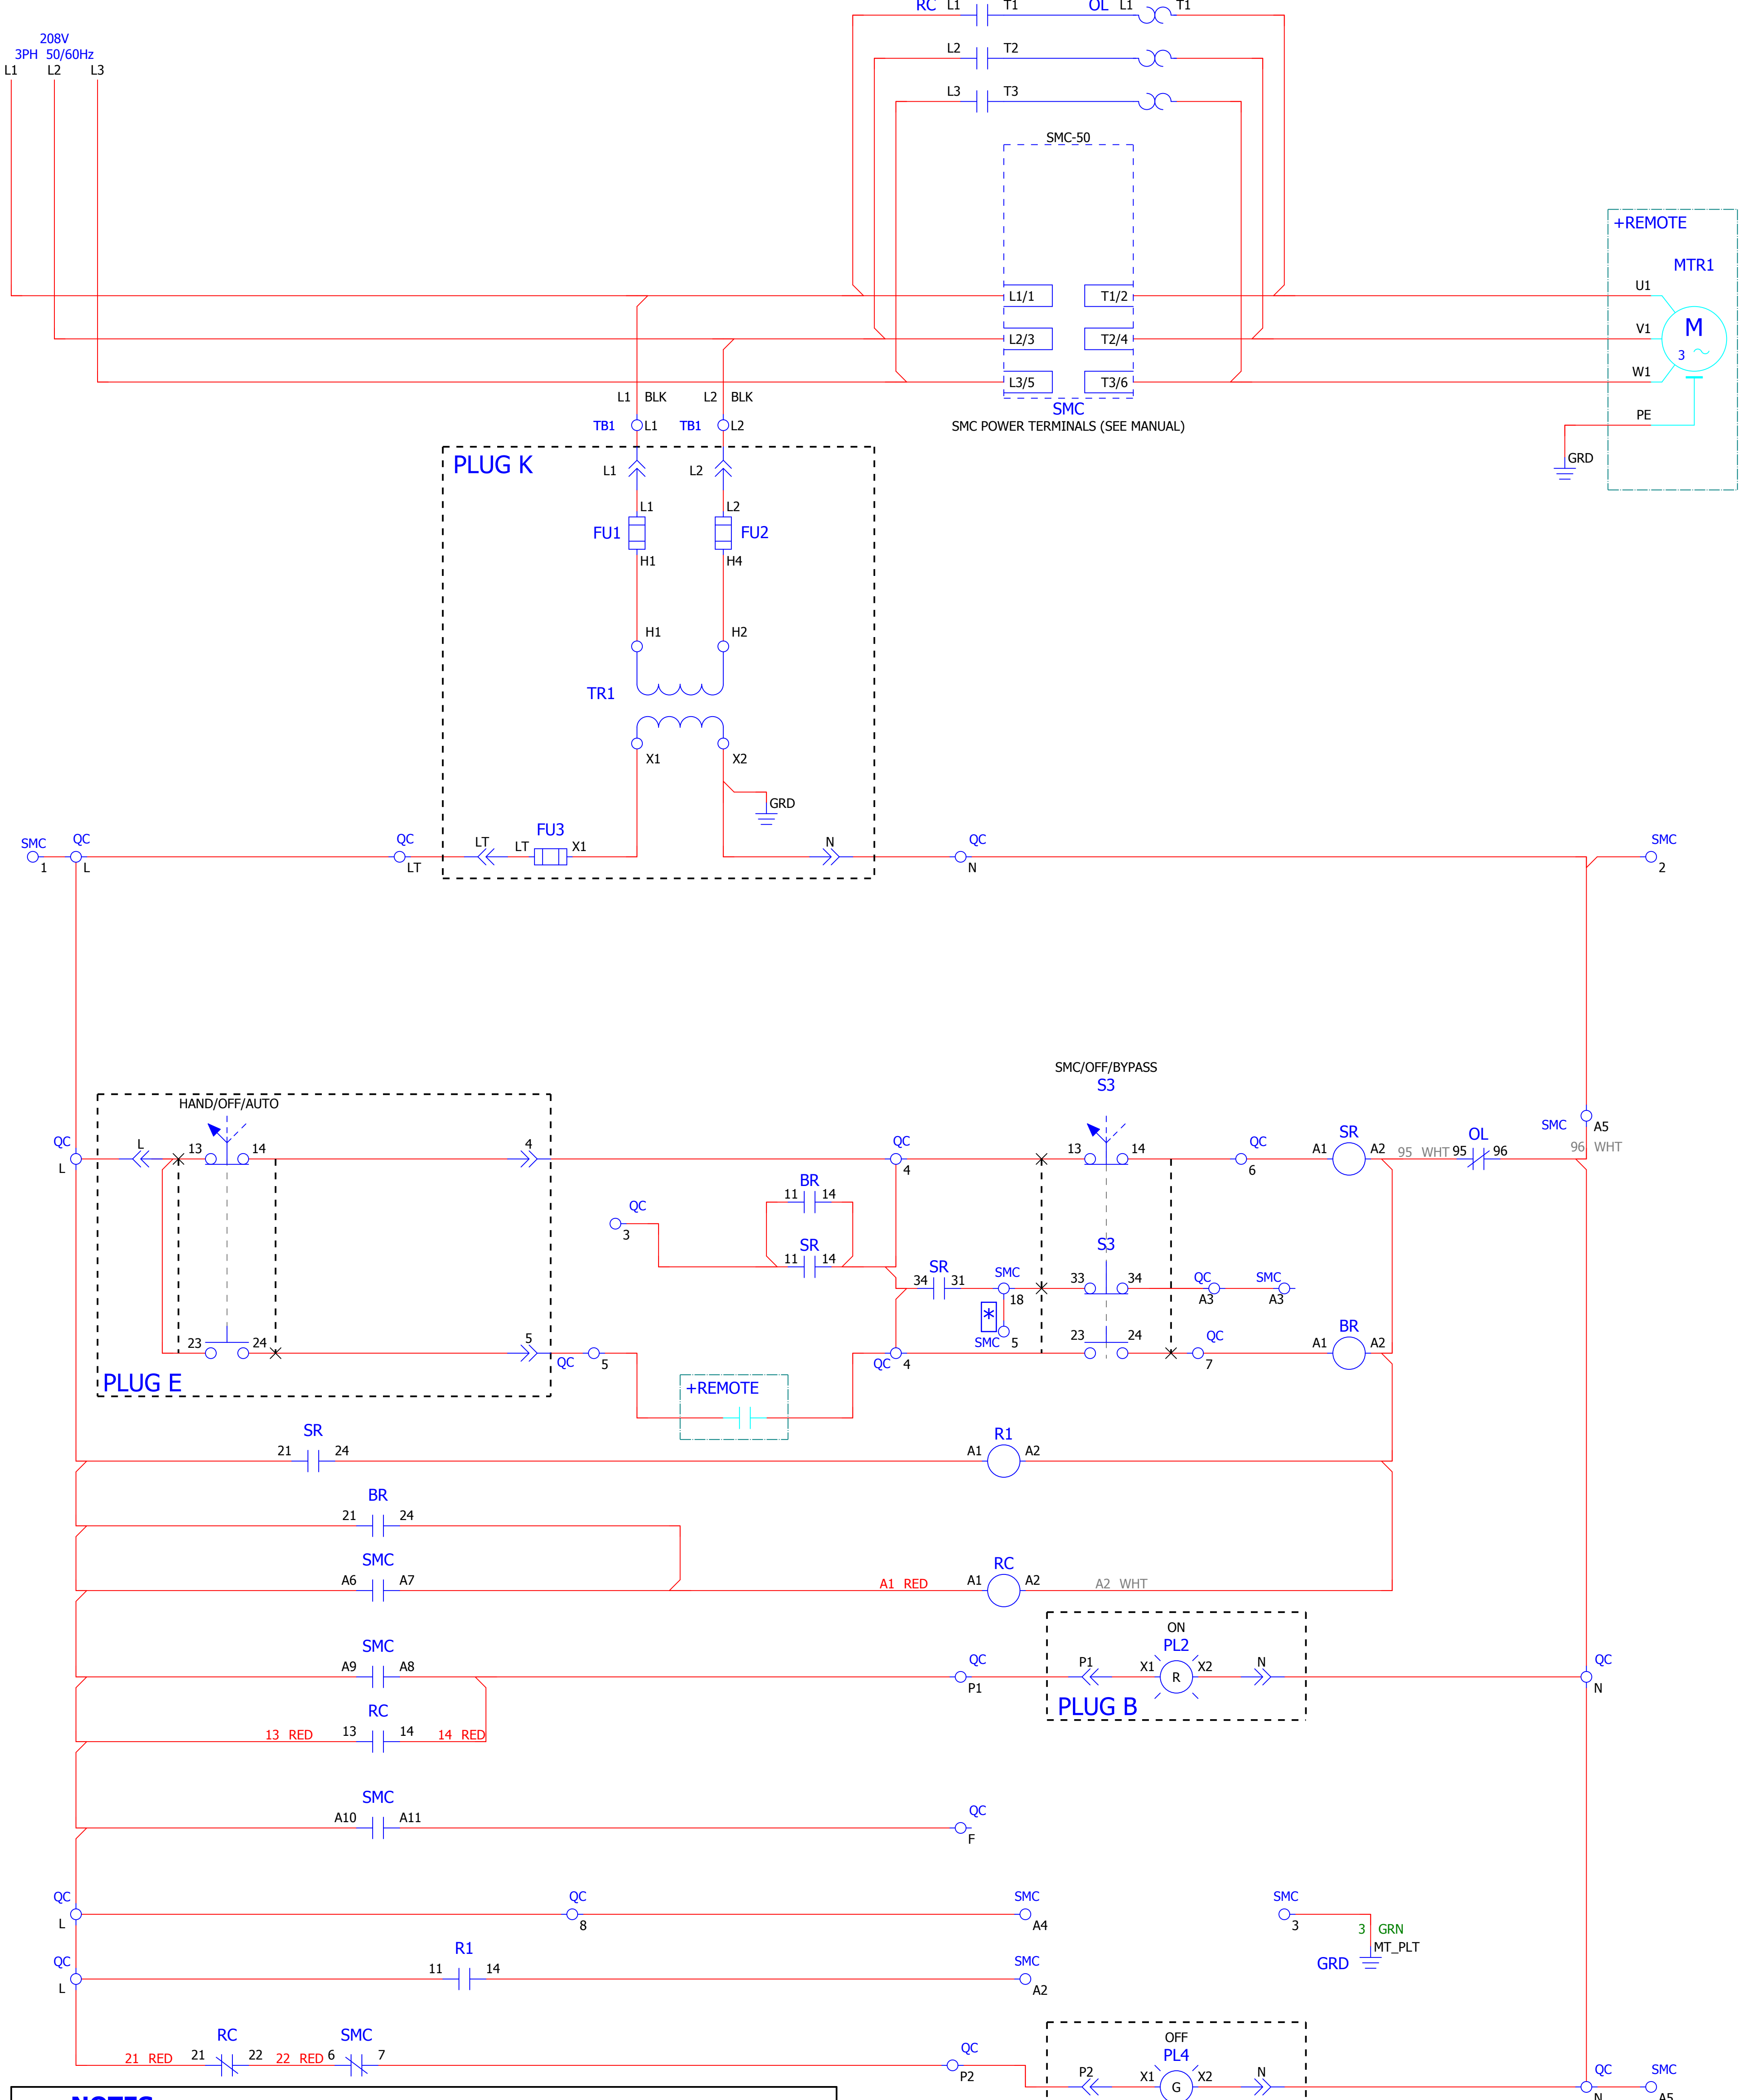 RC L1 T1 OL L1 T1
208V
3PH 50/60Hz
L1 L2 L3
L2 T2
L3 T3
SMC-50
+REMOTE
MTR1
U1
L1/1 T1/2
M
3
V1
L2/3 T2/4
W1
L3/5 T3/6
L1 BLK L2 BLK
SMC
PE
TB1 L1 TB1 L2
SMC POWER TERMINALS (SEE MANUAL)
PLUG K
GRD
L1 L2
L1 L2
FU1 FU2
H1 H4
H1 H2
TR1
X1 X2
GRD
SMC QC QC FU3 LT LT X1 N QC SMC
1 L LT N 2
SMC/OFF/BYPASS
S3
HAND/OFF/AUTO
SMC A5
QC L 13 14 4 QC 13 14 QC SR OL
A1 A2 95 WHT 95 96 96 WHT
L 4 6
BR
11 14
QC
3
SR
11 14
S3
SR
34 31 SMC 33 34 QC SMC
18 A3 A3
*
SMC 5
23 24 5 QC 5 QC 4 23 24 QC 7 A1 BR A2
PLUG E
+REMOTE
SR
21 24
R1
A1 A2
BR
21 24
SMC
A6 A7
RC
A1 RED A1 A2 A2 WHT
ON
SMC
A9 A8
QC
P1
P1 PL2 X1 R X2 N
QC
N
PLUG B
RC
13 RED 13 14 14 RED
SMC
A10 A11
QC
F
QC QC SMC SMC
L 8 A4 3
3 GRN
MT_PLT
GRD
QC R1 SMC
L 11 14 A2
RC SMC
21 RED 21 22 22 RED 6 7
QC
P2
OFF
PL4
P2 X1 G X2 N
QC SMC
N A5
NOTES